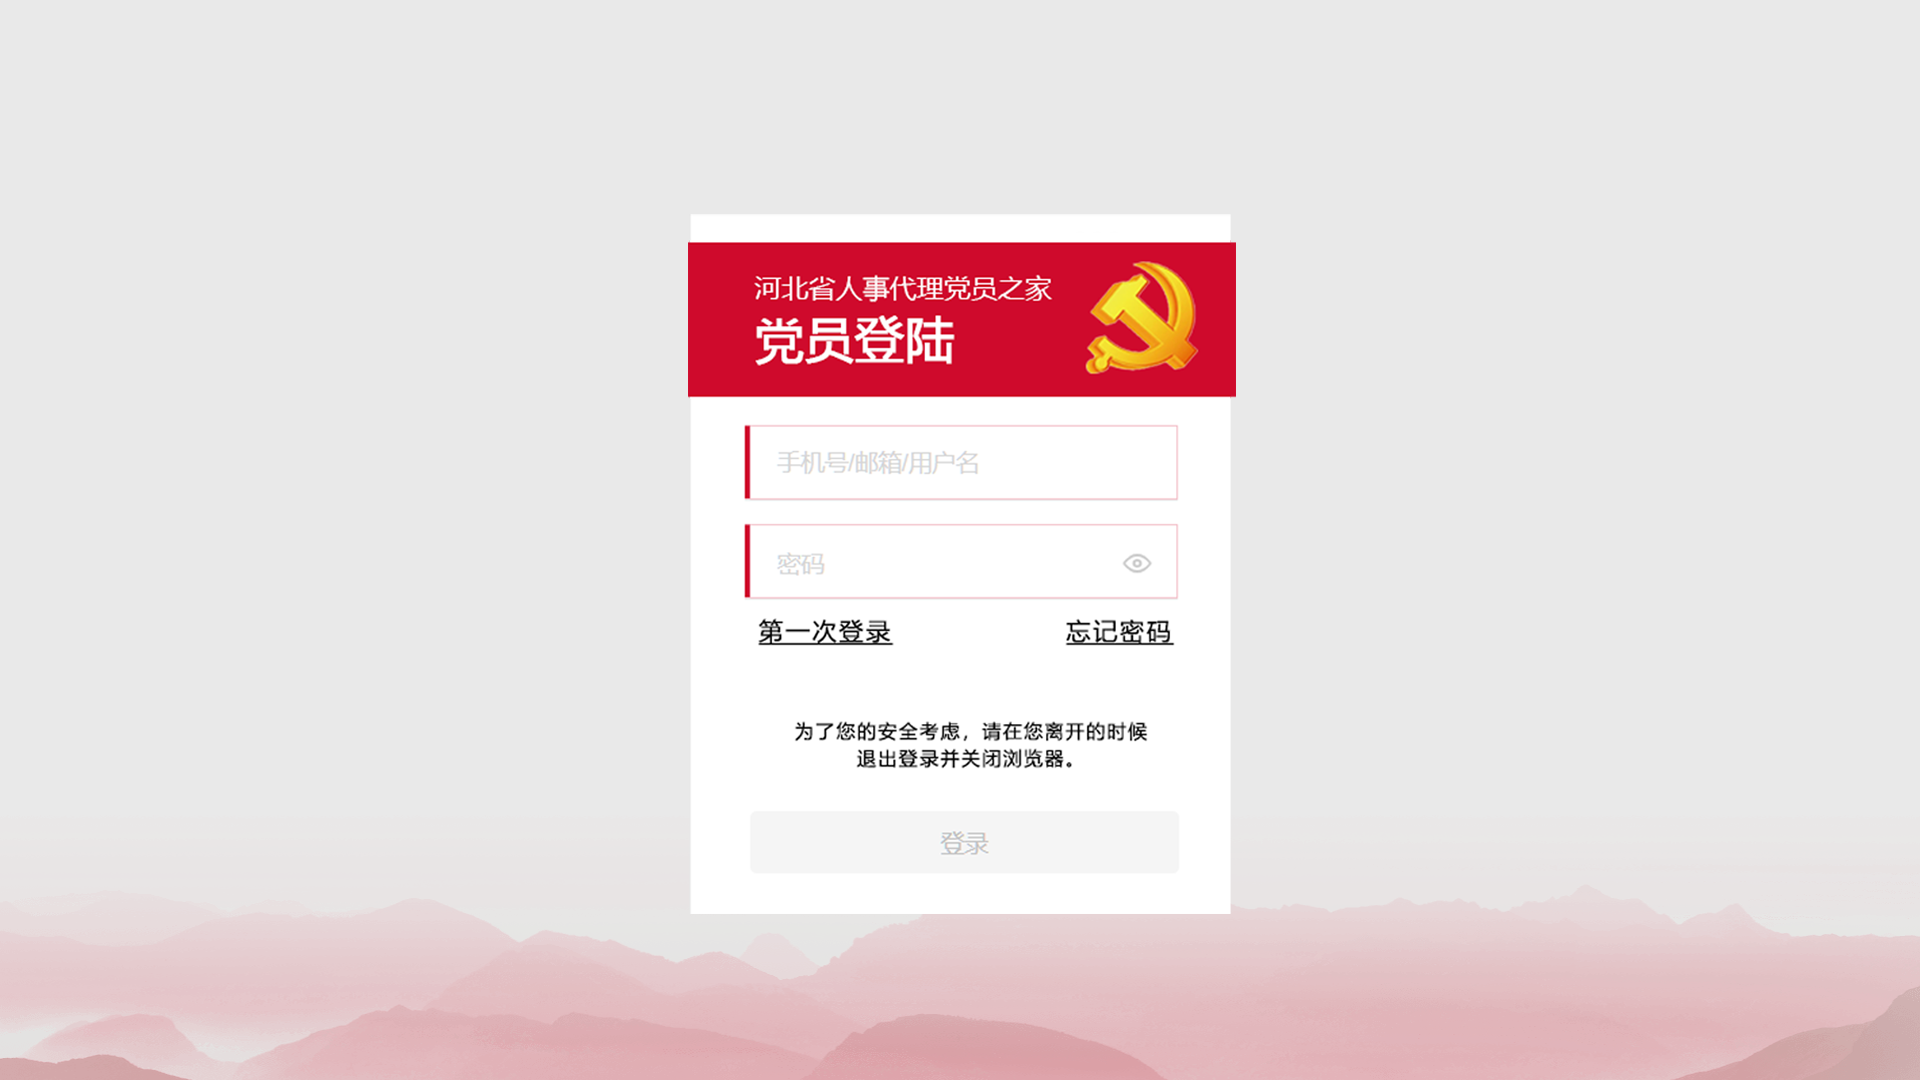 河北省人事代理党员之家
党员登陆
手机号/邮箱/用户名
密码
第一次登录
忘记密码
为了您的安全考虑，请在您离开的时候
退出登录并关闭浏览器。
登录